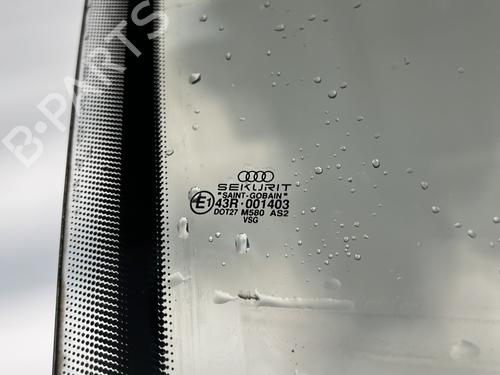 B-PARTS
SEKURIT
"SAINT-GOBAIN"
E1 43R-001403
DOT27 M580 AS2
VSG